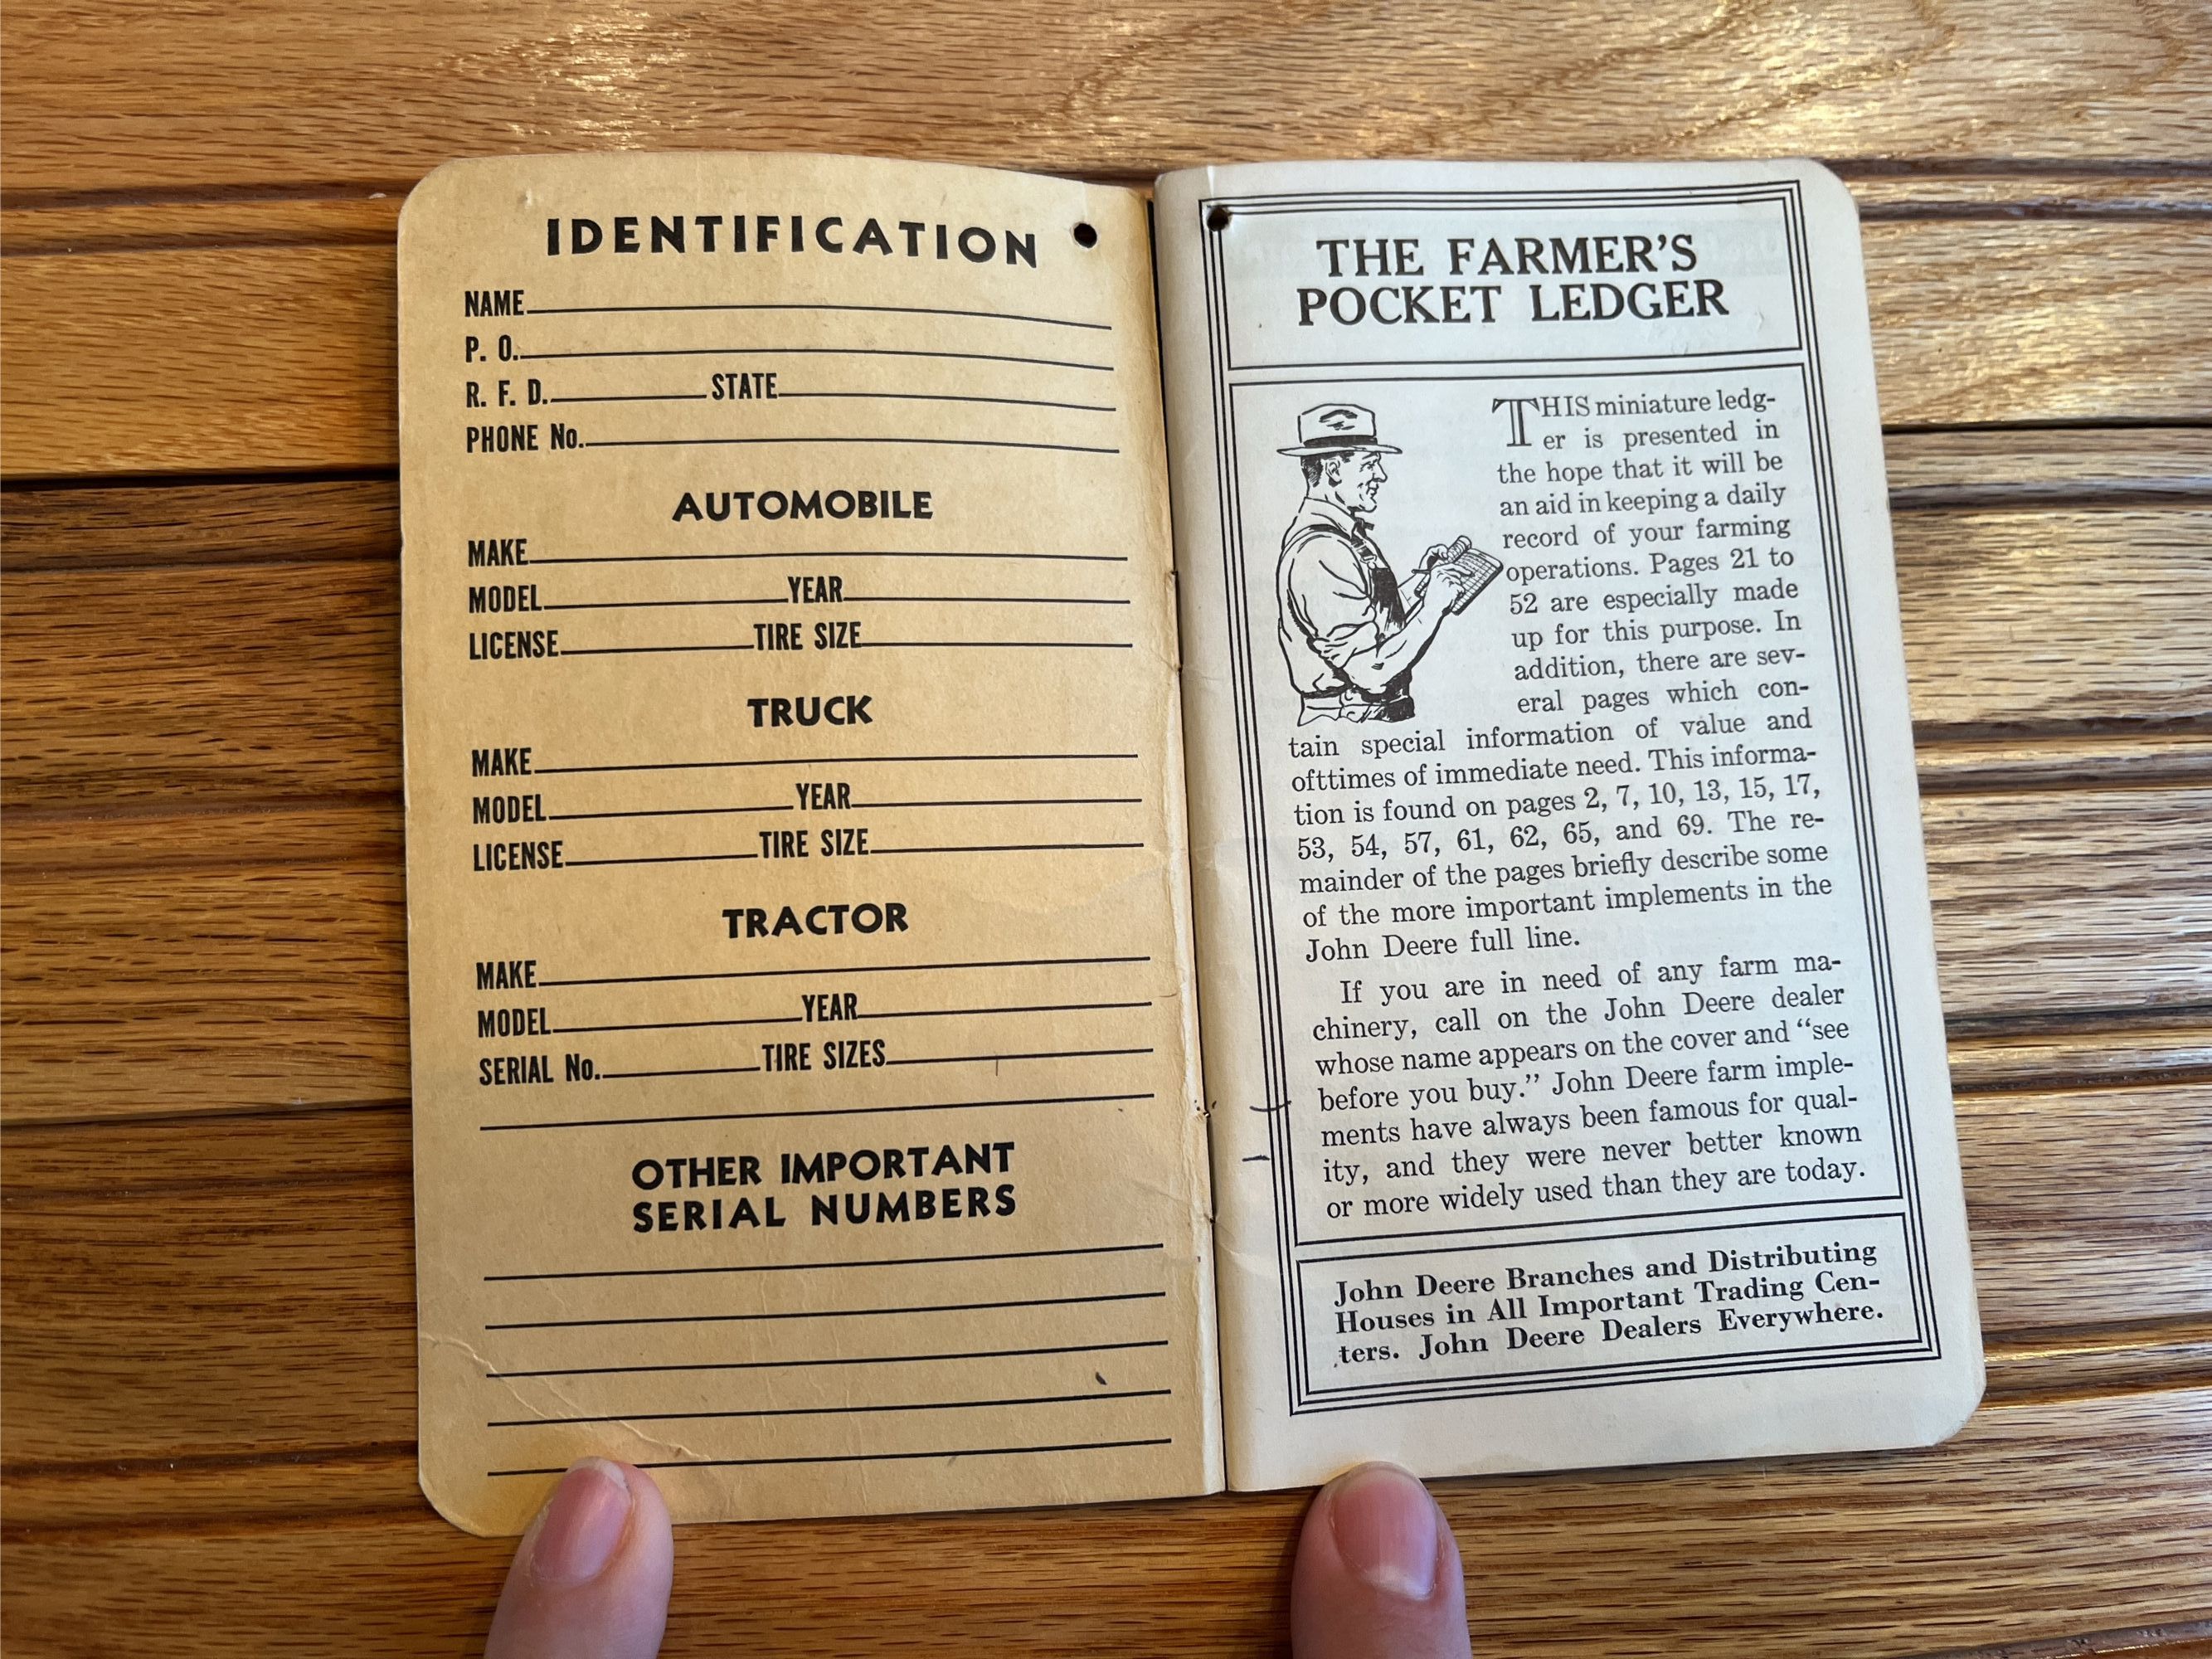 IDENTIFICATION
NAME
P. O.
R. F. D. STATE
PHONE No.
AUTOMOBILE
MAKE
MODEL YEAR
LICENSE TIRE SIZE
TRUCK
MAKE
MODEL YEAR
LICENSE TIRE SIZE
TRACTOR
MAKE
MODEL YEAR
SERIAL No. TIRE SIZES
OTHER IMPORTANT
SERIAL NUMBERS
THE FARMER'S
POCKET LEDGER
THIS miniature ledg-
er is presented in
the hope that it will be
an aid in keeping a daily
record of your farming
operations. Pages 21 to
52 are especially made
up for this purpose. In
addition, there are sev-
eral pages which con-
tain special information of value and
ofttimes of immediate need. This informa-
tion is found on pages 2, 7, 10, 13, 15, 17,
53, 54, 57, 61, 62, 65, and 69. The re-
mainder of the pages briefly describe some
of the more important implements in the
John Deere full line.
If you are in need of any farm ma-
chinery, call on the John Deere dealer
whose name appears on the cover and “see
before you buy.” John Deere farm imple-
ments have always been famous for qual-
ity, and they were never better known
or more widely used than they are today.
John Deere Branches and Distributing
Houses in All Important Trading Cen-
ters. John Deere Dealers Everywhere.